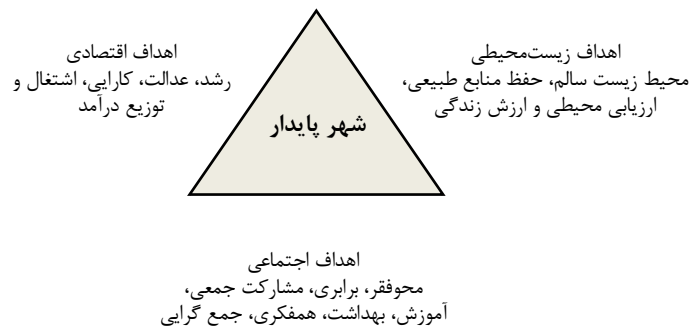 اهداف زیست‌محیطی
محیط زیست سالم، حفظ منابع طبیعی،
ارزیابی محیطی و ارزش زندگی
اهداف اقتصادی
رشد، عدالت، کارایی، اشتغال و
توزیع درآمد
شهر پایدار
اهداف اجتماعی
محوفقر، برابری، مشارکت جمعی،
آموزش، بهداشت، همفکری، جمع گرایی